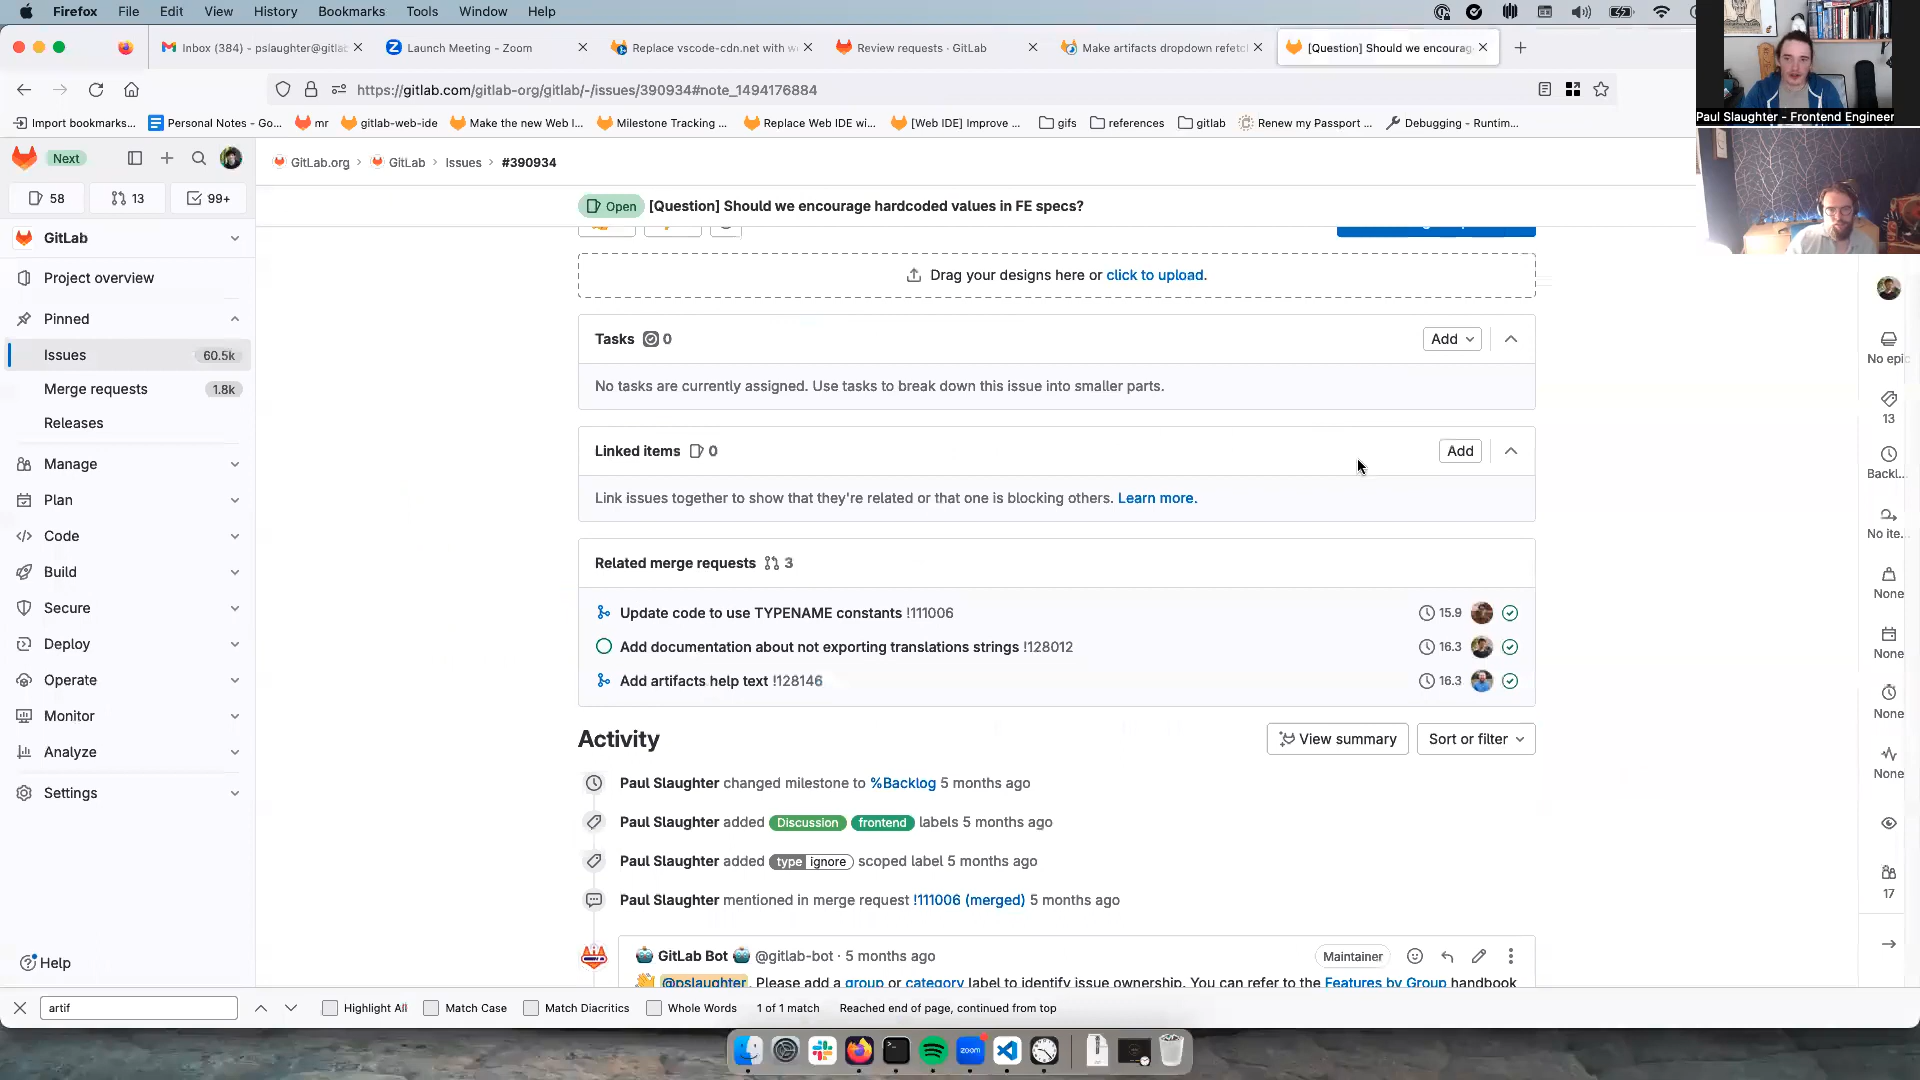 Firefox File Edit View History Bookmarks Tools Window Help
Inbox (384) - pslaughter@gitlab
Launch Meeting - Zoom
Replace vscode-cdn.net with w
Review requests · GitLab
Make artifacts dropdown refetc
[Question] Should we encourag
https://gitlab.com/gitlab-org/gitlab/-/issues/390934#note_1494176884
Import bookmarks...
Personal Notes - Go...
mr
gitlab-web-ide
Make the new Web I...
Milestone Tracking ...
Replace Web IDE wi...
[Web IDE] Improve ...
gifs
references
gitlab
Renew my Passport ...
Debugging - Runtim...
Paul Slaughter - Frontend Engineer
Next
58
13
99+
GitLab
Project overview
Pinned
Issues 60.5k
Merge requests 1.8k
Releases
Manage
Plan
Code
Build
Secure
Deploy
Operate
Monitor
Analyze
Settings
Help
GitLab.org › GitLab › Issues › #390934
Open [Question] Should we encourage hardcoded values in FE specs?
Drag your designs here or click to upload.
Tasks 0
Add
No tasks are currently assigned. Use tasks to break down this issue into smaller parts.
Linked items 0
Add
Link issues together to show that they're related or that one is blocking others. Learn more.
Related merge requests 3
Update code to use TYPENAME constants !111006
15.9
Add documentation about not exporting translations strings !128012
16.3
Add artifacts help text !128146
16.3
Activity
View summary
Sort or filter
Paul Slaughter changed milestone to %Backlog 5 months ago
Paul Slaughter added Discussion frontend labels 5 months ago
Paul Slaughter added type ignore scoped label 5 months ago
Paul Slaughter mentioned in merge request !111006 (merged) 5 months ago
GitLab Bot @gitlab-bot · 5 months ago
Maintainer
@pslaughter, Please add a group or category label to identify issue ownership. You can refer to the Features by Group handbook
No epic
13
Backl...
No ite...
None
None
None
None
17
artif
Highlight All
Match Case
Match Diacritics
Whole Words
1 of 1 match
Reached end of page, continued from top
zoom